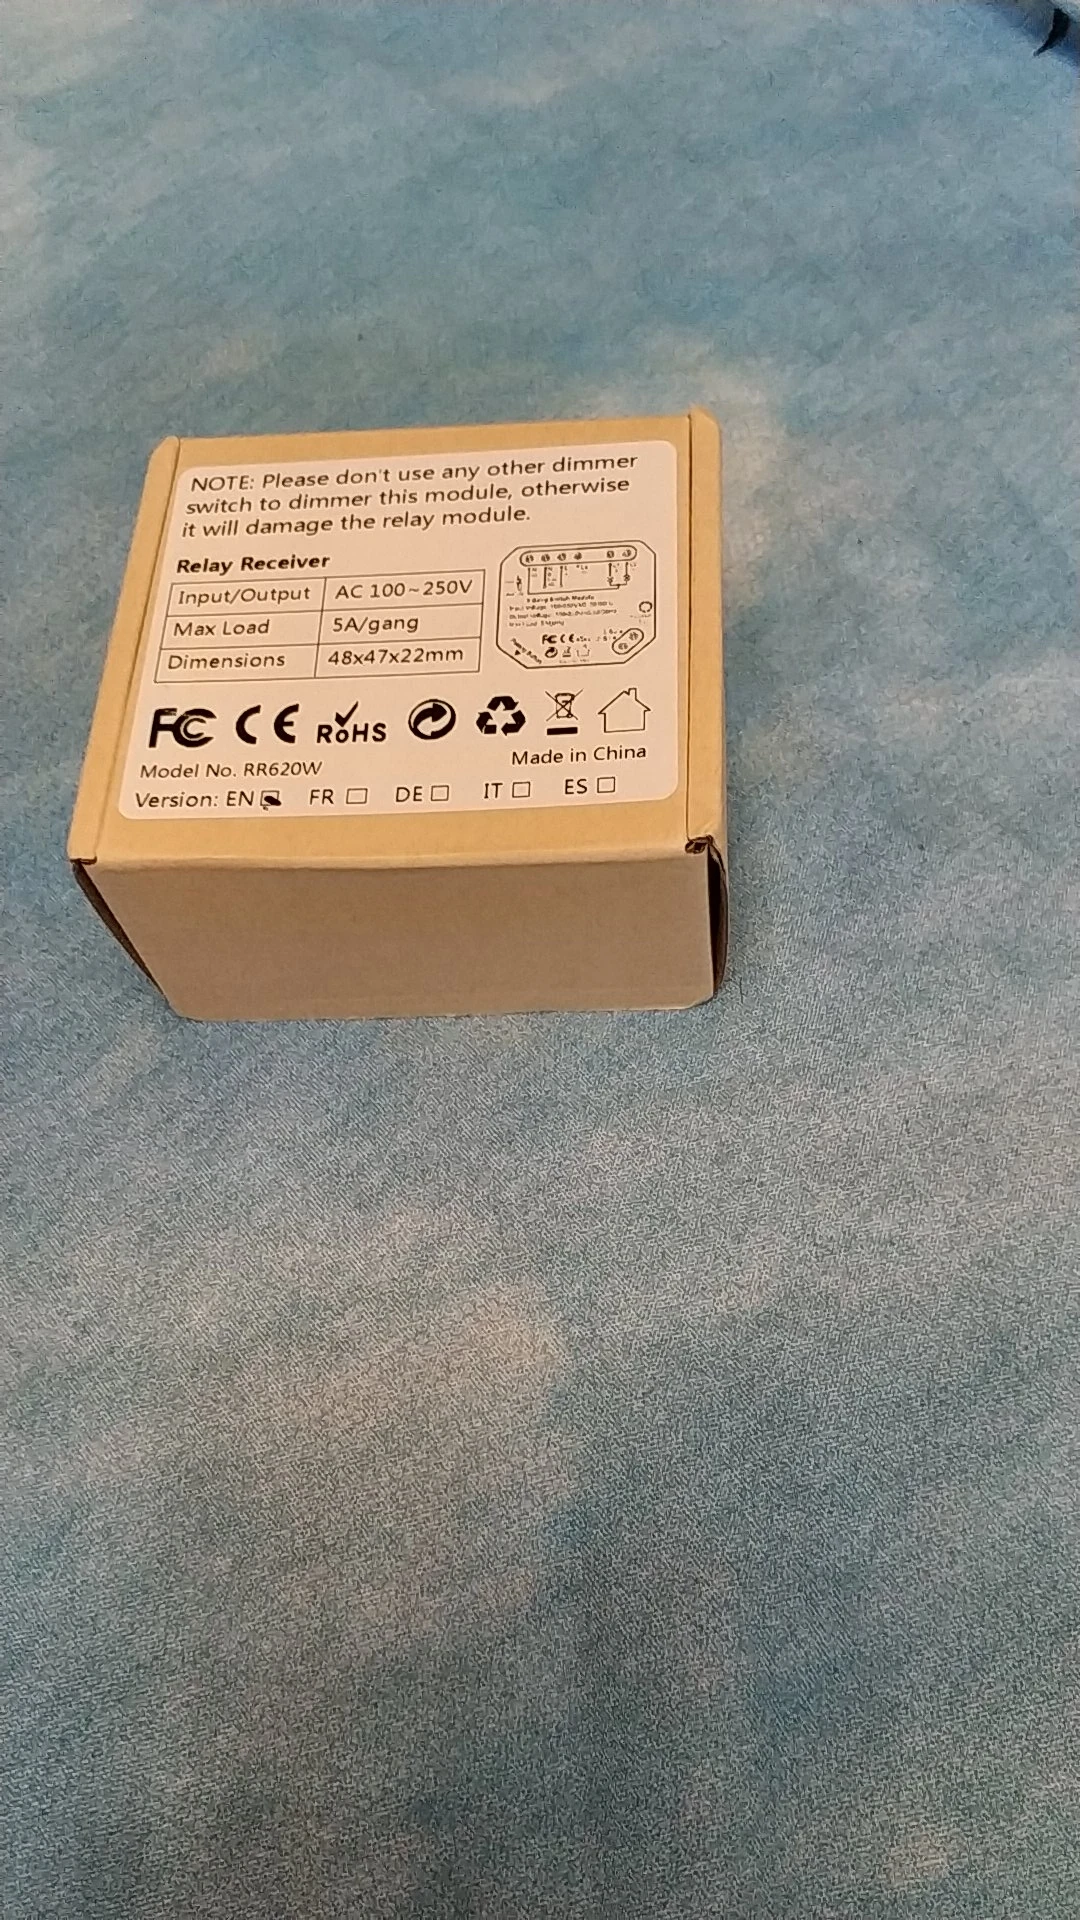 NOTE: Please don't use any other dimmer
switch to dimmer this module, otherwise
it will damage the relay module.
Relay Receiver
Input/Output AC 100~250V
Max Load 5A/gang
Dimensions 48x47x22mm
FC CE RoHS
Made in China
Model No. RR620W
Version: EN FR DE IT ES